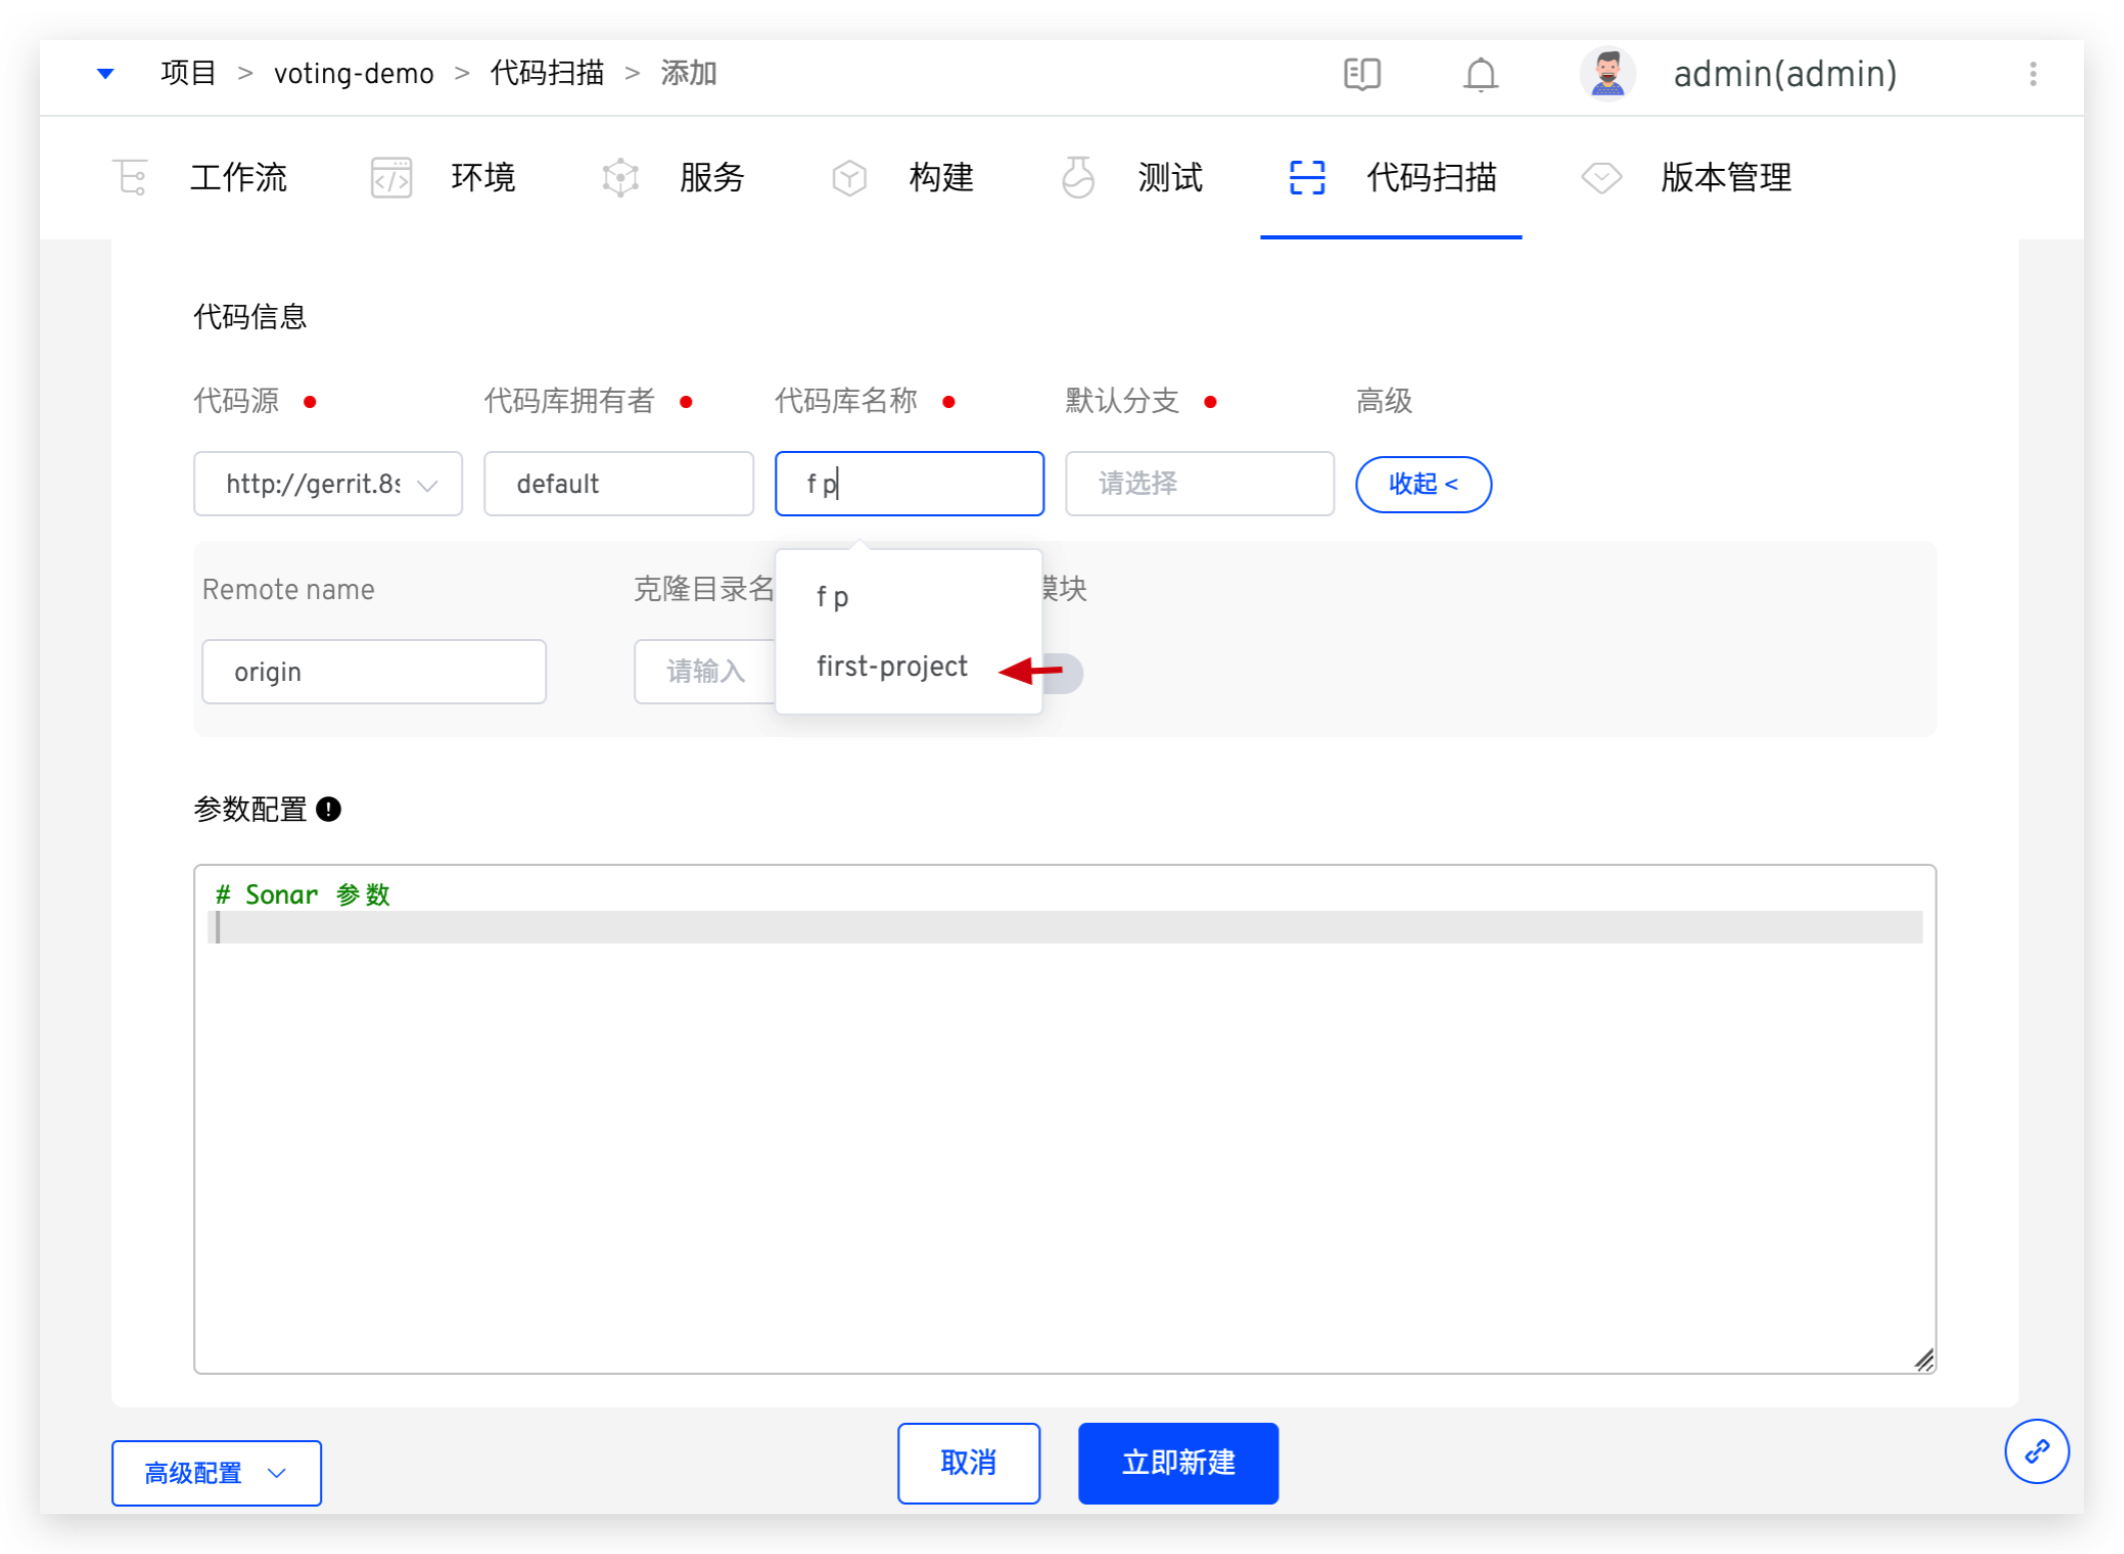 项目 > voting-demo > 代码扫描 > 添加
admin(admin)
工作流 环境 服务 构建 测试 代码扫描 版本管理
代码信息
代码源 代码库拥有者 代码库名称 默认分支 高级
http://gerrit.8s default f p 请选择 收起 <
Remote name 克隆目录名 模块
f p
origin 请输入 first-project
参数配置
# Sonar 参数
高级配置 取消 立即新建